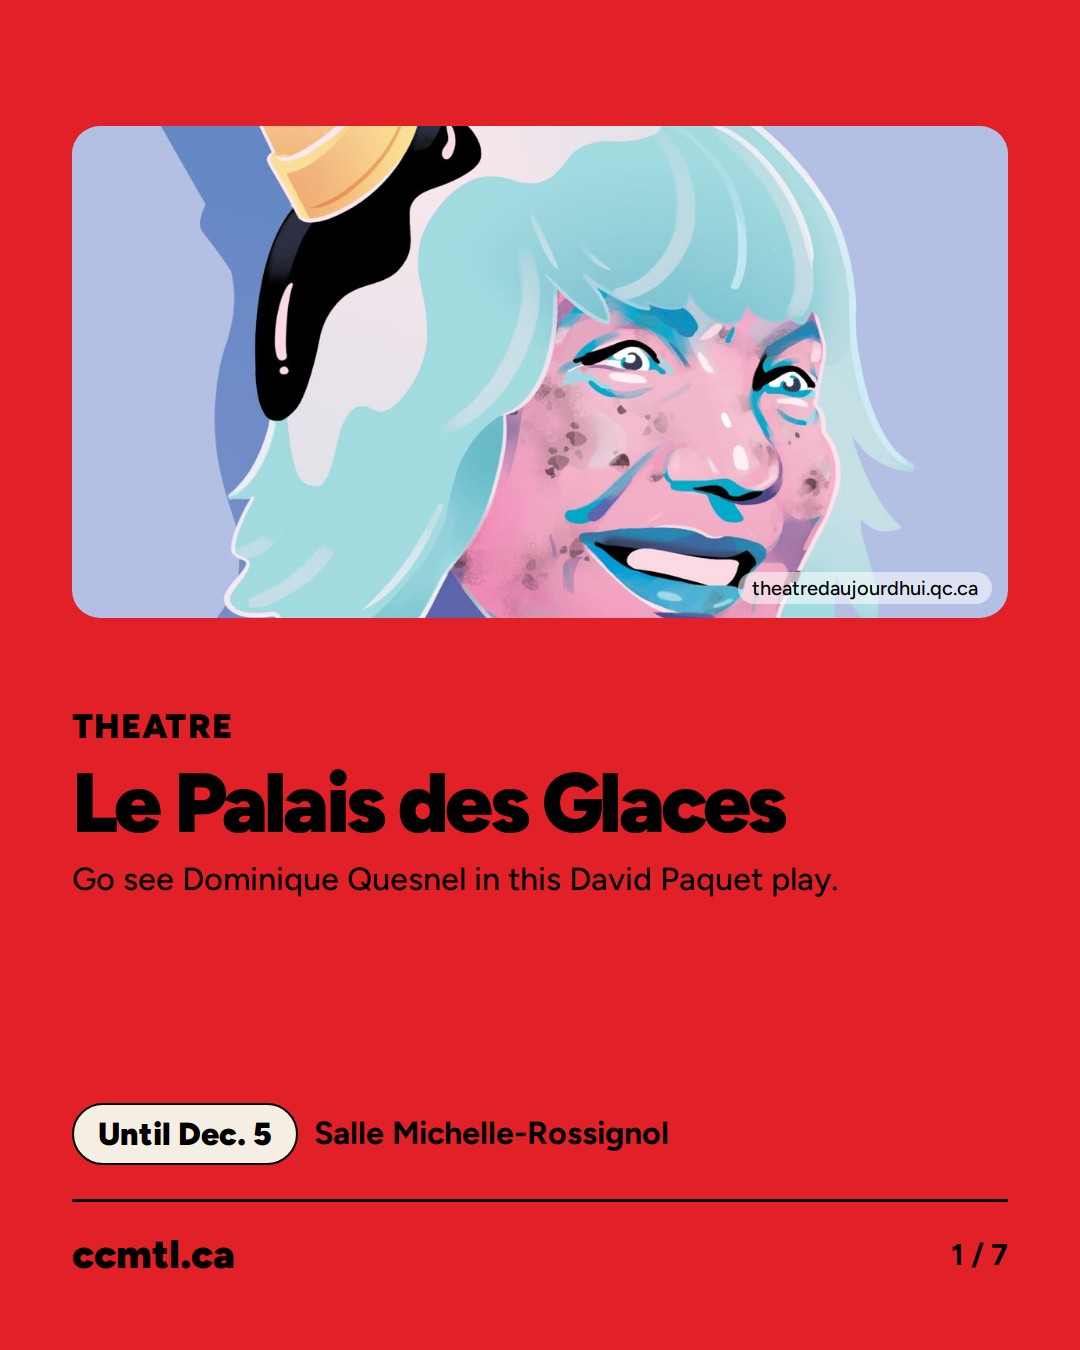 theatredaujourdhui.qc.ca
THEATRE
Le Palais des Glaces
Go see Dominique Quesnel in this David Paquet play.
Until Dec. 5 Salle Michelle-Rossignol
ccmtl.ca 1 / 7